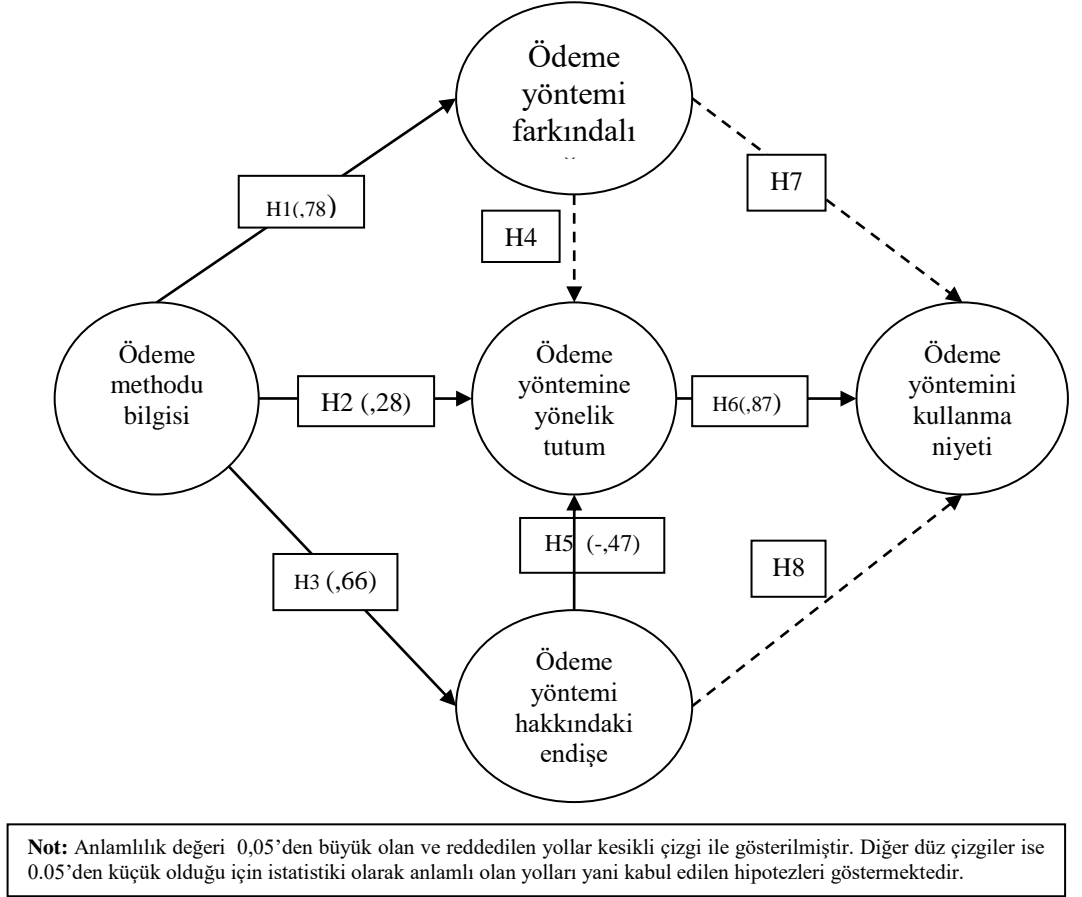 Ödeme
yöntemi
farkındalı
H7
H1(,78)
H4
Ödeme
methodu
bilgisi
H2 (,28)
Ödeme
yöntemine
yönelik
tutum
H6(,87)
Ödeme
yöntemini
kullanma
niyeti
H5 (-,47)
H3 (,66)
H8
Ödeme
yöntemi
hakkındaki
endişe
Not: Anlamlılık değeri 0,05’den büyük olan ve reddedilen yollar kesikli çizgi ile gösterilmiştir. Diğer düz çizgiler ise
0.05’den küçük olduğu için istatistiki olarak anlamlı olan yolları yani kabul edilen hipotezleri göstermektedir.